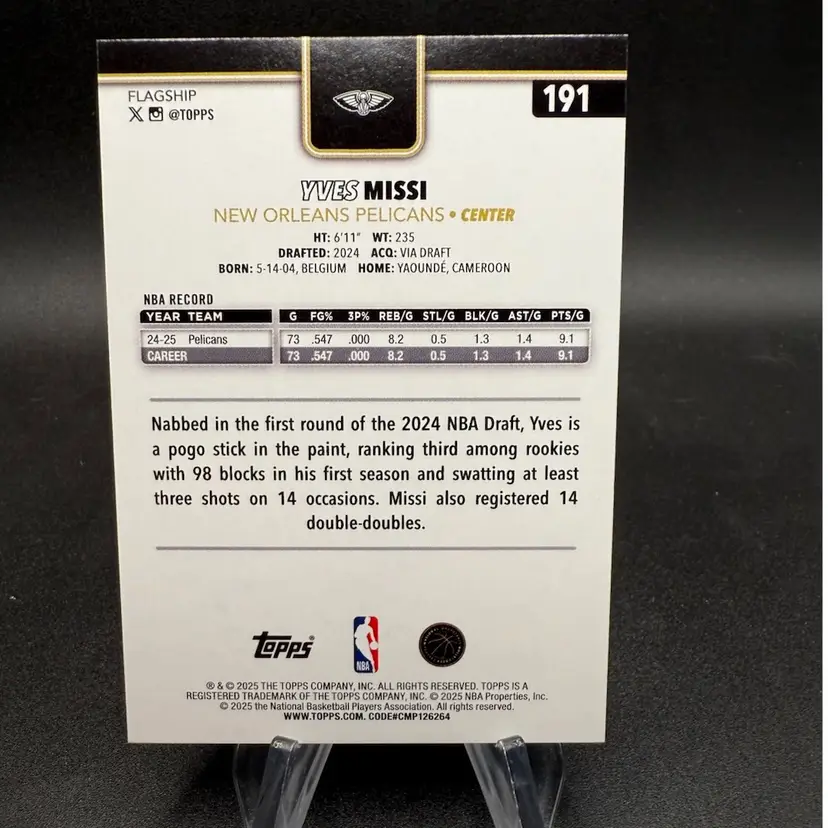 FLAGSHIP
191
X @TOPPS
YVES MISSI
NEW ORLEANS PELICANS • CENTER
HT: 6'11" WT: 235
DRAFTED: 2024 ACQ: VIA DRAFT
BORN: 5-14-04, BELGIUM HOME: YAOUNDÉ, CAMEROON
NBA RECORD
YEAR TEAM G FG% 3P% REB/G STL/G BLK/G AST/G PTS/G
24-25 Pelicans 73 .547 .000 8.2 0.5 1.3 1.4 9.1
CAREER 73 .547 .000 8.2 0.5 1.3 1.4 9.1
Nabbed in the first round of the 2024 NBA Draft, Yves is
a pogo stick in the paint, ranking third among rookies
with 98 blocks in his first season and swatting at least
three shots on 14 occasions. Missi also registered 14
double-doubles.
TOPPS®
NBA
® & © 2025 THE TOPPS COMPANY, INC. ALL RIGHTS RESERVED. TOPPS IS A
REGISTERED TRADEMARK OF THE TOPPS COMPANY, INC. © 2025 NBA Properties, Inc.
© 2025 the National Basketball Players Association. All rights reserved.
WWW.TOPPS.COM. CODE#CMP126264